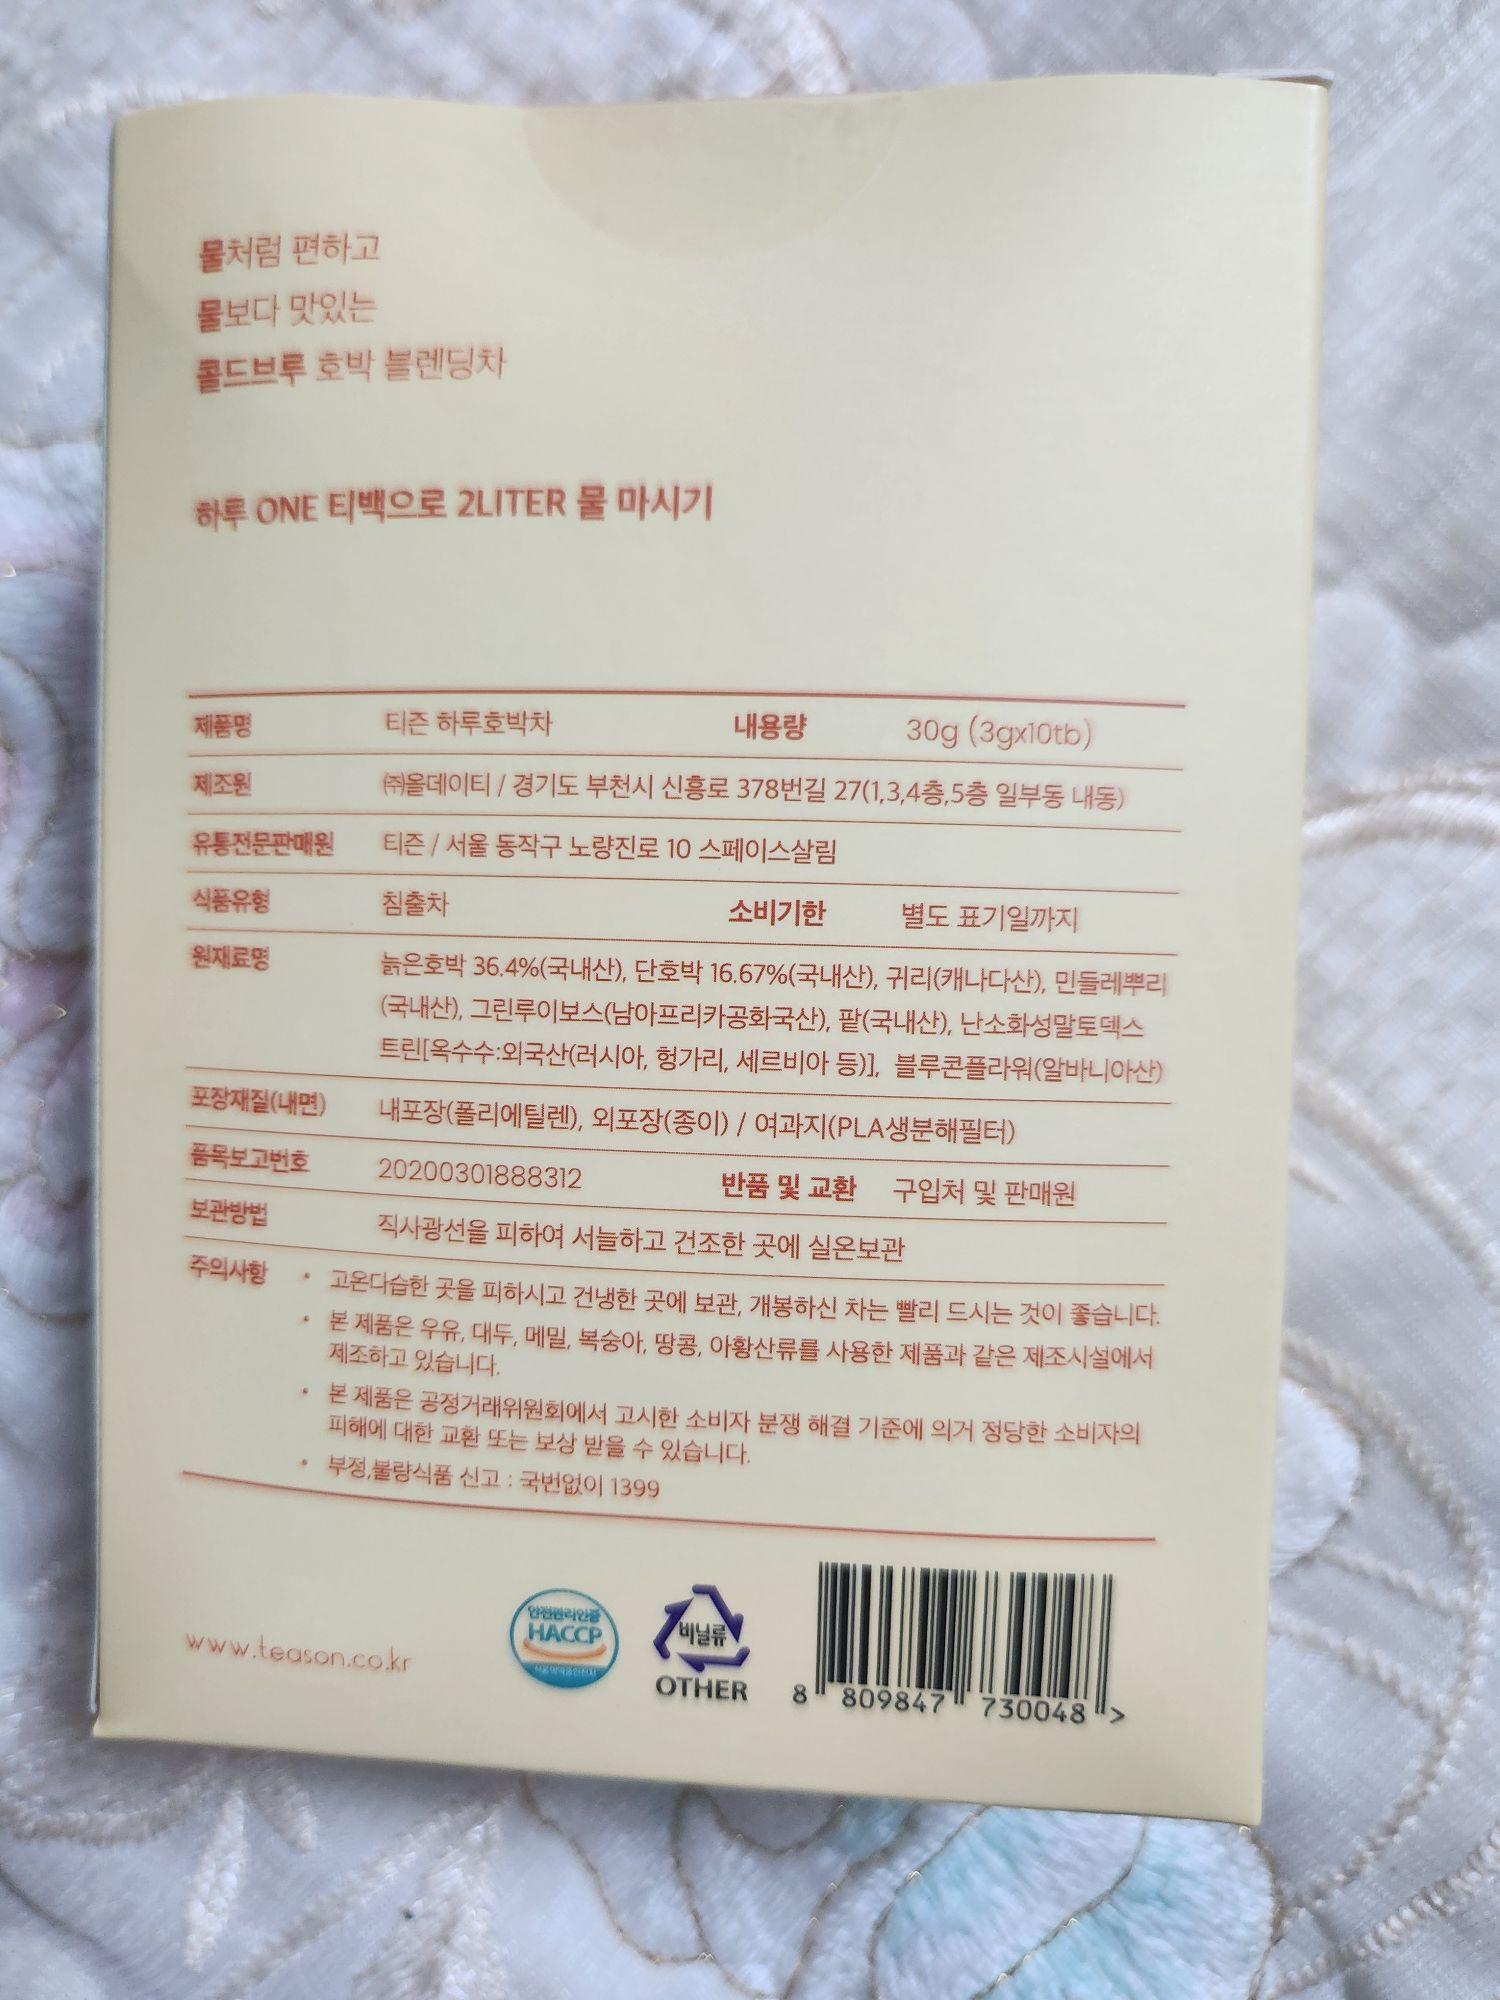 물처럼 편하고
물보다 맛있는
콜드브루 호박 블렌딩차
하루 ONE 티백으로 2LITER 물 마시기
제품명 티즌 하루호박차 내용량 30g (3gx10tb)
제조원 ㈜올데이티 / 경기도 부천시 신흥로 378번길 27(1,3,4층,5층 일부동 내동)
유통전문판매원 티즌 / 서울 동작구 노량진로 10 스페이스살림
식품유형 침출차 소비기한 별도 표기일까지
원재료명 늙은호박 36.4%(국내산), 단호박 16.67%(국내산), 귀리(캐나다산), 민들레뿌리
(국내산), 그린루이보스(남아프리카공화국산), 팥(국내산), 난소화성말토덱스
트린[옥수수:외국산(러시아, 헝가리, 세르비아 등)], 블루콘플라워(알바니아산)
포장재질(내면) 내포장(폴리에틸렌), 외포장(종이) / 여과지(PLA생분해필터)
품목보고번호 20200301888312 반품 및 교환 구입처 및 판매원
보관방법 직사광선을 피하여 서늘하고 건조한 곳에 실온보관
주의사항 • 고온다습한 곳을 피하시고 건냉한 곳에 보관, 개봉하신 차는 빨리 드시는 것이 좋습니다.
• 본 제품은 우유, 대두, 메밀, 복숭아, 땅콩, 아황산류를 사용한 제품과 같은 제조시설에서
제조하고 있습니다.
• 본 제품은 공정거래위원회에서 고시한 소비자 분쟁 해결 기준에 의거 정당한 소비자의
피해에 대한 교환 또는 보상 받을 수 있습니다.
• 부정,불량식품 신고 : 국번없이 1399
www.teason.co.kr
안전관리인증
HACCP
식품의약품안전처
비닐류
OTHER
8 809847 730048 >